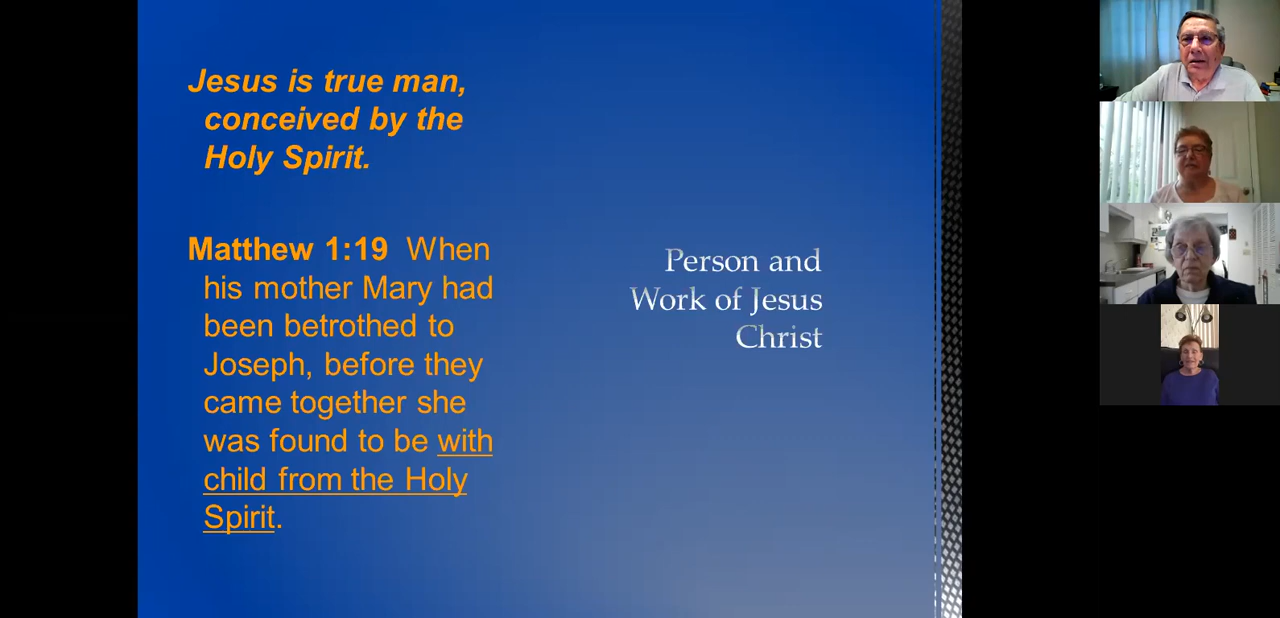 Jesus is true man,
conceived by the
Holy Spirit.
Matthew 1:19 When
his mother Mary had
been betrothed to
Joseph, before they
came together she
was found to be with
child from the Holy
Spirit.
Person and
Work of Jesus
Christ